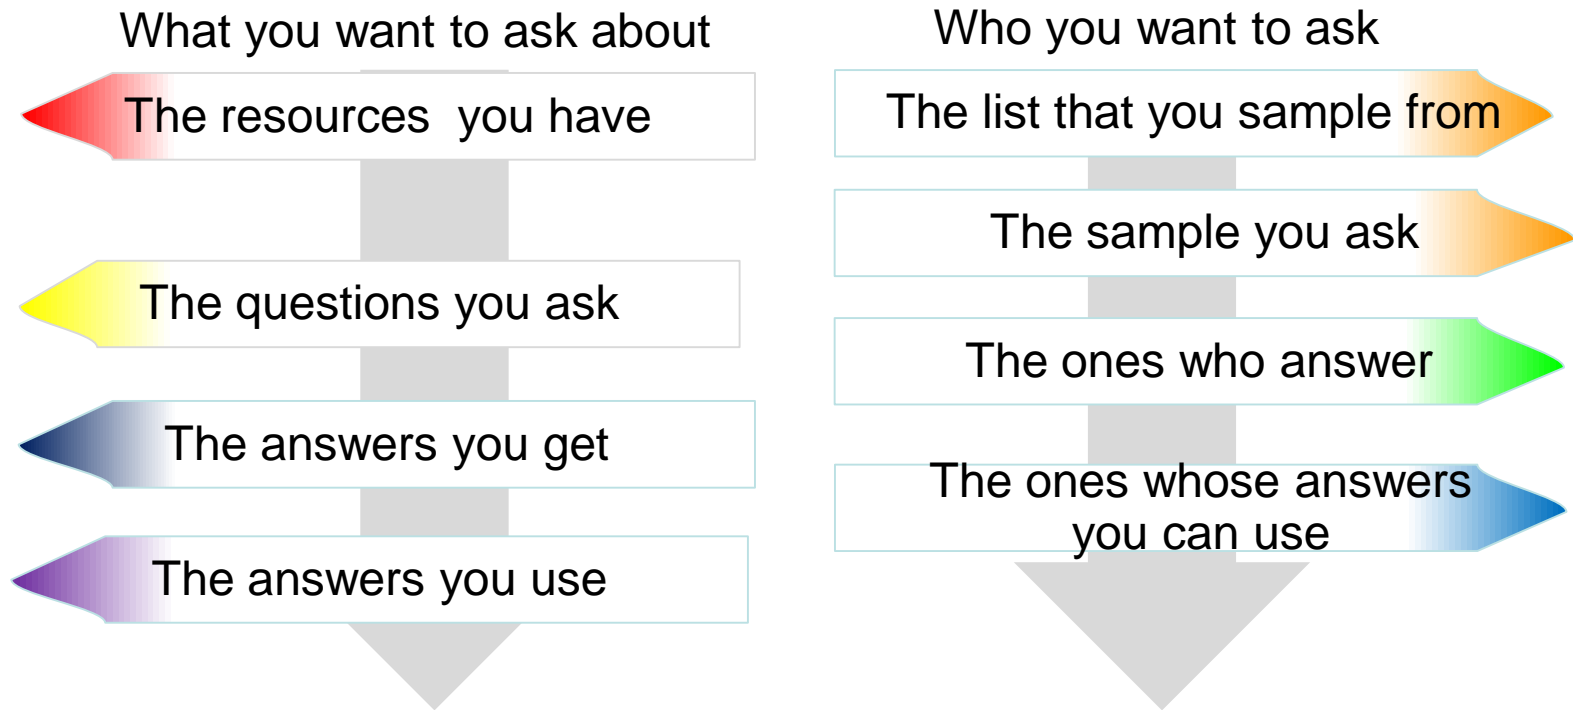 What you want to ask about
The resources  you have
The questions you ask
The answers you get
The answers you use
Who you want to ask
The list that you sample from
The sample you ask
The ones who answer
The ones whose answers
you can use